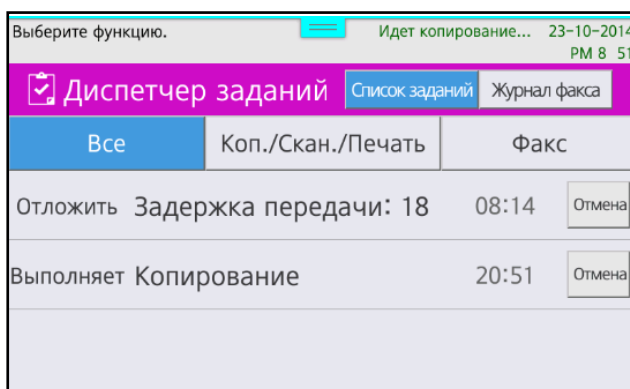 Выберите функцию. Идет копирование... 23-10-2014
PM 8 51
Диспетчер заданий Список заданий Журнал факса
Все Коп./Скан./Печать Факс
Отложить Задержка передачи: 18 08:14 Отмена
Выполняет Копирование 20:51 Отмена